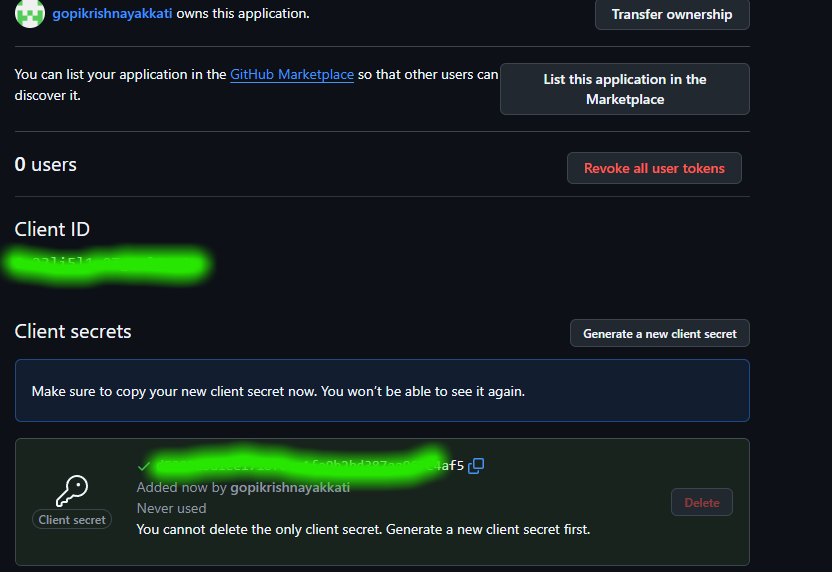 gopikrishnayakkati owns this application.
Transfer ownership
You can list your application in the GitHub Marketplace so that other users can
discover it.
List this application in the
Marketplace
0 users
Revoke all user tokens
Client ID
Client secrets
Generate a new client secret
Make sure to copy your new client secret now. You won't be able to see it again.
Added now by gopikrishnayakkati
Never used
Client secret
Delete
You cannot delete the only client secret. Generate a new client secret first.